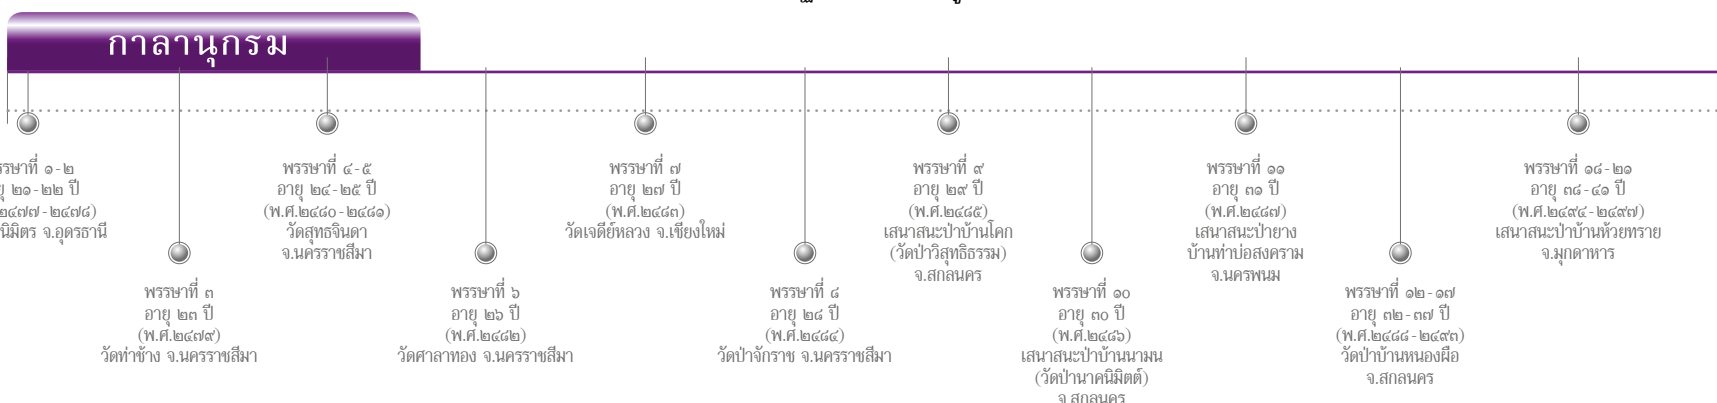 กาลานุกรม
พรรษาที่ ๑-๒
๒๑-๒๒ ปี
๒๔๗๗-๒๔๗๘)
นิมิตร จ.อุดรธานี
พรรษาที่ ๓
อายุ ๒๓ ปี
(พ.ศ.๒๔๗๙)
วัดท่าช้าง จ.นครราชสีมา
พรรษาที่ ๔-๕
อายุ ๒๔-๒๕ ปี
(พ.ศ.๒๔๘๐-๒๔๘๑)
วัดสุทธจินดา
จ.นครราชสีมา
พรรษาที่ ๖
อายุ ๒๖ ปี
(พ.ศ.๒๔๘๒)
วัดศาลาทอง จ.นครราชสีมา
พรรษาที่ ๗
อายุ ๒๗ ปี
(พ.ศ.๒๔๘๓)
วัดเจดีย์หลวง จ.เชียงใหม่
พรรษาที่ ๘
อายุ ๒๘ ปี
(พ.ศ.๒๔๘๔)
วัดป่าจักราช จ.นครราชสีมา
พรรษาที่ ๙
อายุ ๒๙ ปี
(พ.ศ.๒๔๘๕)
เสนาสนะป่าบ้านโคก
(วัดป่าวิสุทธิธรรม)
จ.สกลนคร
พรรษาที่ ๑๐
อายุ ๓๐ ปี
(พ.ศ.๒๔๘๖)
เสนาสนะป่าบ้านนามน
(วัดป่านาคนิมิตต์)
จ.สกลนคร
พรรษาที่ ๑๑
อายุ ๓๑ ปี
(พ.ศ.๒๔๘๗)
เสนาสนะป่ายาง
บ้านท่าบ่อสงคราม
จ.นครพนม
พรรษาที่ ๑๒-๑๗
อายุ ๓๒-๓๗ ปี
(พ.ศ.๒๔๘๘-๒๔๙๓)
วัดป่าบ้านหนองผือ
จ.สกลนคร
พรรษาที่ ๑๘-๒๑
อายุ ๓๘-๔๑ ปี
(พ.ศ.๒๔๙๔-๒๔๙๗)
เสนาสนะป่าบ้านห้วยทราย
จ.มุกดาหาร